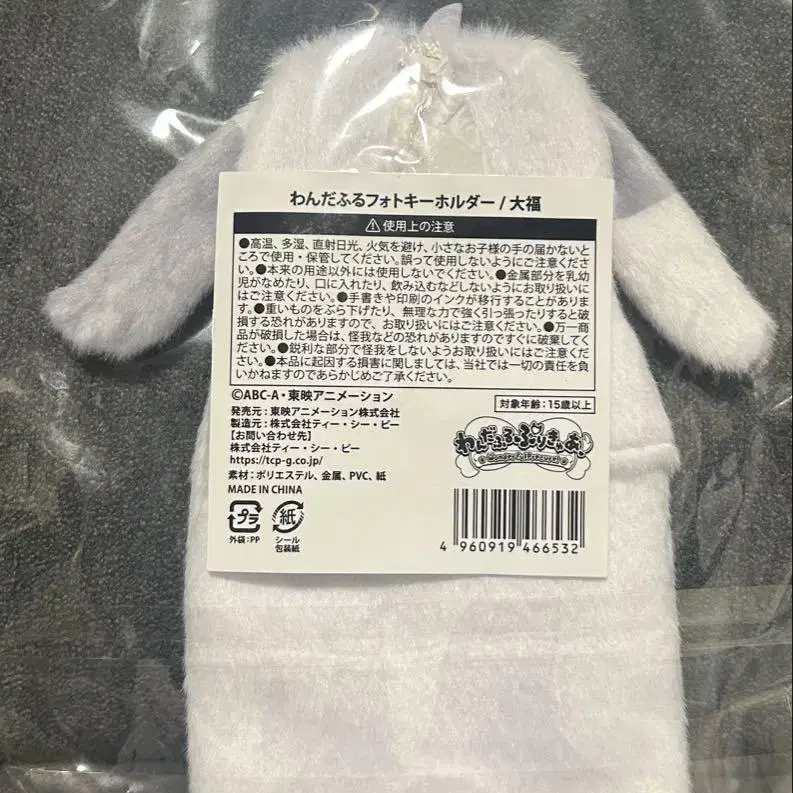 わんだふるフォトキーホルダー / 大福
⚠使用上の注意
●高温、多湿、直射日光、火気を避け、小さなお子様の手の届かないと
ころで使用・保管してください。誤って使用しないようにご注意くださ
い。●本来の用途以外には使用しないでください。●金属部分を乳幼
児がなめたり、口に入れたり、飲み込むなどしないようにお取り扱いに
はご注意ください。●手書きや印刷のインクが移行することがありま
す。●重いものをぶら下げたり、無理な力で強く引っ張ったりすると破
損する恐れがありますので、お取り扱いにはご注意ください。●万一商
品が破損した場合は、怪我などの恐れがありますのですぐに破棄してく
ださい。●鋭利な部分で怪我をしないようお取り扱いにはご注意くださ
い。●本品に起因する損害に関しましては、当社では一切の責任を負
いかねますのであらかじめご了承ください。
©ABC-A・東映アニメーション
発売元：東映アニメーション株式会社
製造元：株式会社ティー・シー・ピー
【お問い合わせ先】
株式会社ティー・シー・ピー
https://tcp-g.co.jp/
素材：ポリエステル、金属、PVC、紙
MADE IN CHINA
対象年齢：15歳以上
わんだふるぷりきゅあ!
Wonderful Precure!
プラ
外袋：PP
紙
シール
包装紙
4 960919 466532